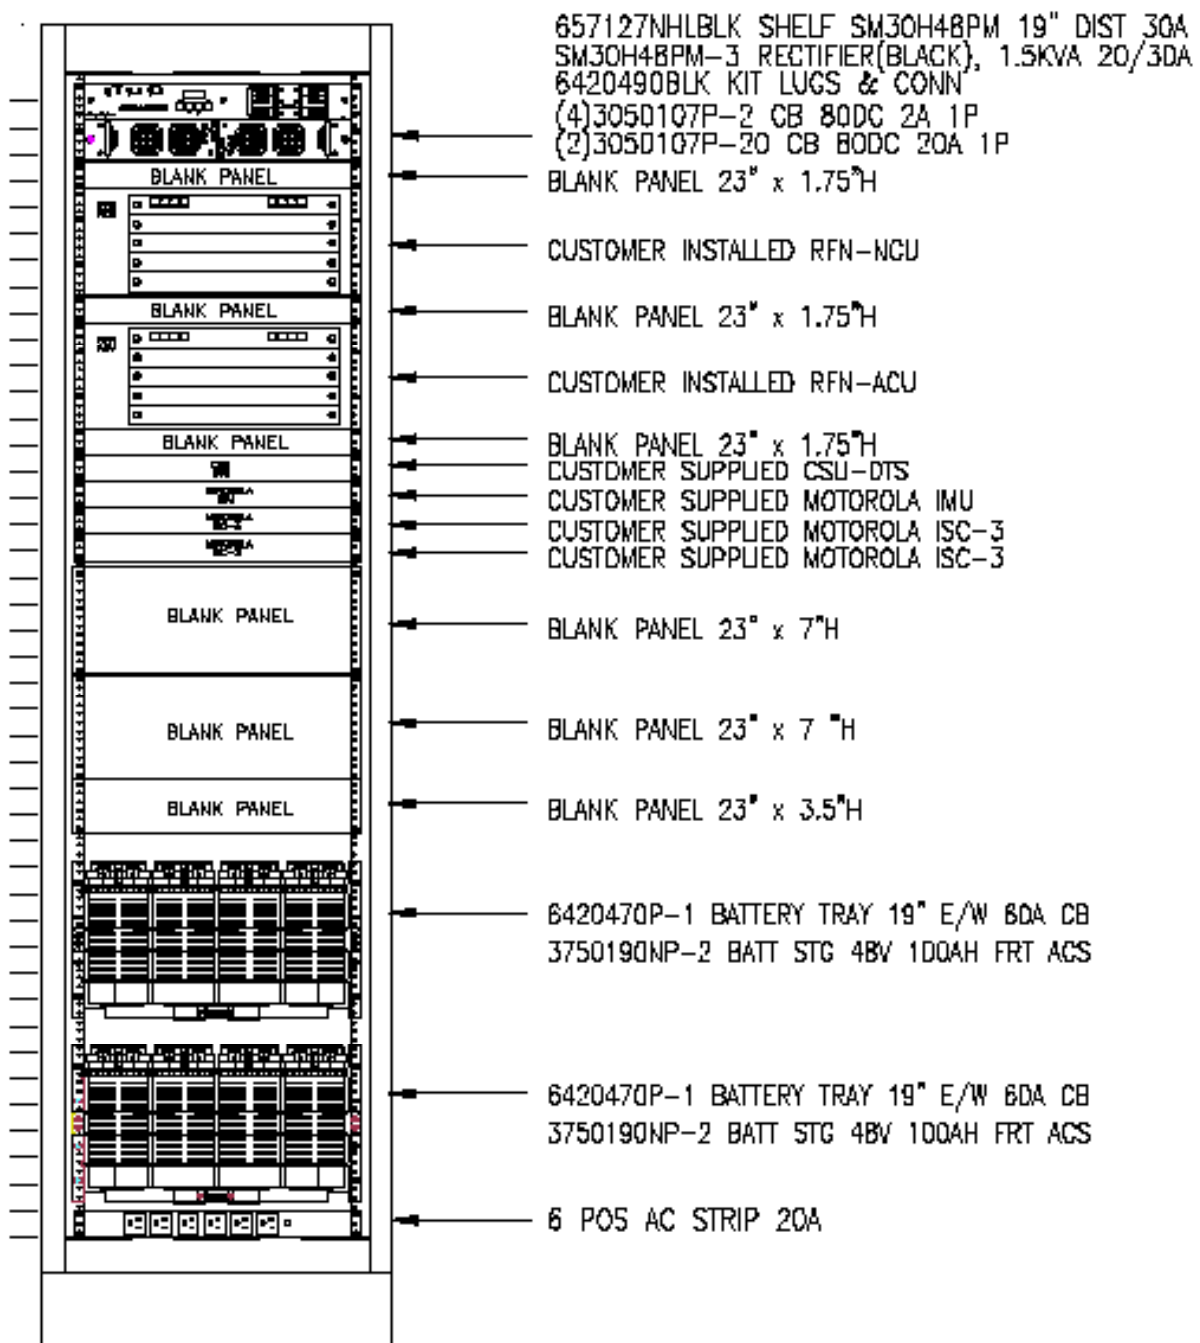 657127NHLBLK SHELF SM30H48PM 19" DIST 30A
SM30H48PM-3 RECTIFIER(BLACK), 1.5KVA 20/30A
6420490BLK KIT LUGS & CONN
(4)3050107P-2 CB 80DC 2A 1P
(2)3050107P-20 CB 80DC 20A 1P
BLANK PANEL
BLANK PANEL 23" x 1.75"H
CUSTOMER INSTALLED RFN-NCU
BLANK PANEL
BLANK PANEL 23" x 1.75"H
CUSTOMER INSTALLED RFN-ACU
BLANK PANEL
BLANK PANEL 23" x 1.75"H
CUSTOMER SUPPLIED CSU-DTS
MOTOROLA
CUSTOMER SUPPLIED MOTOROLA IMU
MOTOROLA
CUSTOMER SUPPLIED MOTOROLA ISC-3
MOTOROLA
CUSTOMER SUPPLIED MOTOROLA ISC-3
BLANK PANEL
BLANK PANEL 23" x 7"H
BLANK PANEL
BLANK PANEL 23" x 7 "H
BLANK PANEL
BLANK PANEL 23" x 3.5"H
6420470P-1 BATTERY TRAY 19" E/W 60A CB
3750190NP-2 BATT STG 48V 100AH FRT ACS
6420470P-1 BATTERY TRAY 19" E/W 60A CB
3750190NP-2 BATT STG 48V 100AH FRT ACS
6 POS AC STRIP 20A